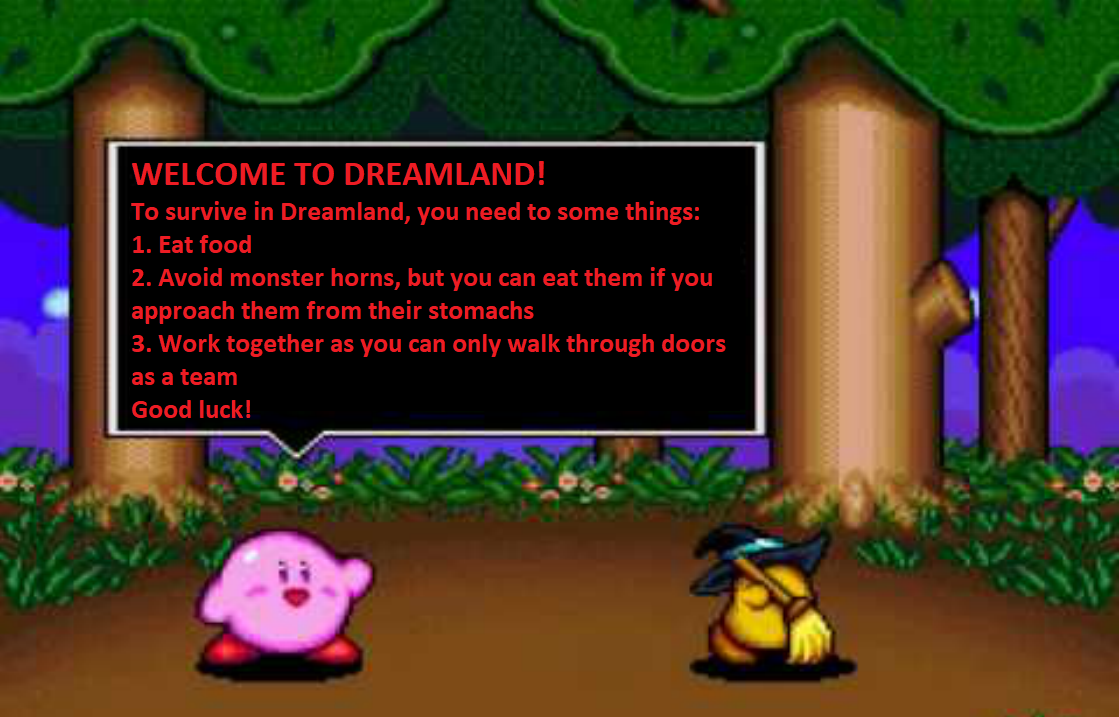 WELCOME TO DREAMLAND!
To survive in Dreamland, you need to some things:
1. Eat food
2. Avoid monster horns, but you can eat them if you
approach them from their stomachs
3. Work together as you can only walk through doors
as a team
Good luck!